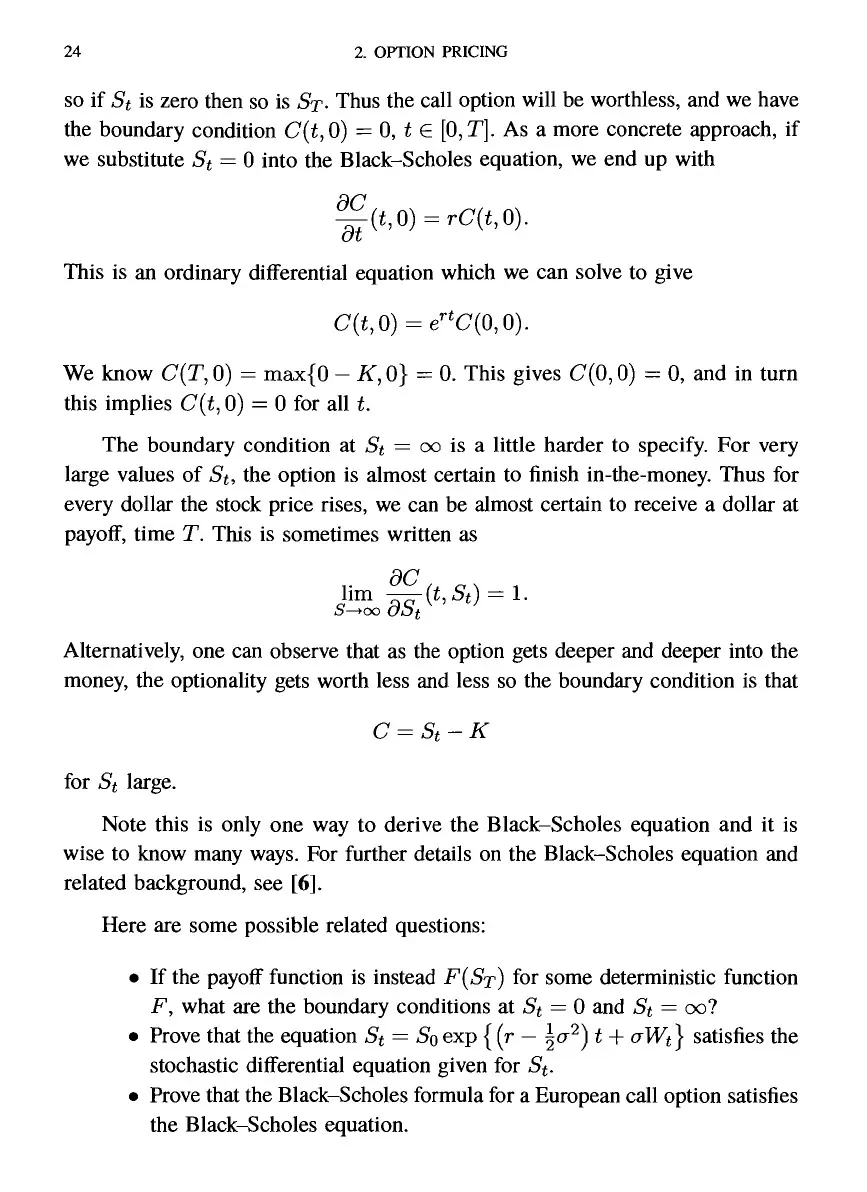 24 2. OPTION PRICING
so if S_t is zero then so is S_T. Thus the call option will be worthless, and we have
the boundary condition C(t, 0) = 0, t ∈ [0, T]. As a more concrete approach, if
we substitute S_t = 0 into the Black–Scholes equation, we end up with
∂C/∂t (t, 0) = rC(t, 0).
This is an ordinary differential equation which we can solve to give
C(t, 0) = e^{rt}C(0, 0).
We know C(T, 0) = max{0 − K, 0} = 0. This gives C(0, 0) = 0, and in turn
this implies C(t, 0) = 0 for all t.
The boundary condition at S_t = ∞ is a little harder to specify. For very
large values of S_t, the option is almost certain to finish in-the-money. Thus for
every dollar the stock price rises, we can be almost certain to receive a dollar at
payoff, time T. This is sometimes written as
lim_{S→∞} ∂C/∂S_t (t, S_t) = 1.
Alternatively, one can observe that as the option gets deeper and deeper into the
money, the optionality gets worth less and less so the boundary condition is that
C = S_t − K
for S_t large.
Note this is only one way to derive the Black–Scholes equation and it is
wise to know many ways. For further details on the Black–Scholes equation and
related background, see [6].
Here are some possible related questions:
• If the payoff function is instead F(S_T) for some deterministic function
F, what are the boundary conditions at S_t = 0 and S_t = ∞?
• Prove that the equation S_t = S_0 exp {(r − ½σ²) t + σW_t} satisfies the
stochastic differential equation given for S_t.
• Prove that the Black–Scholes formula for a European call option satisfies
the Black–Scholes equation.